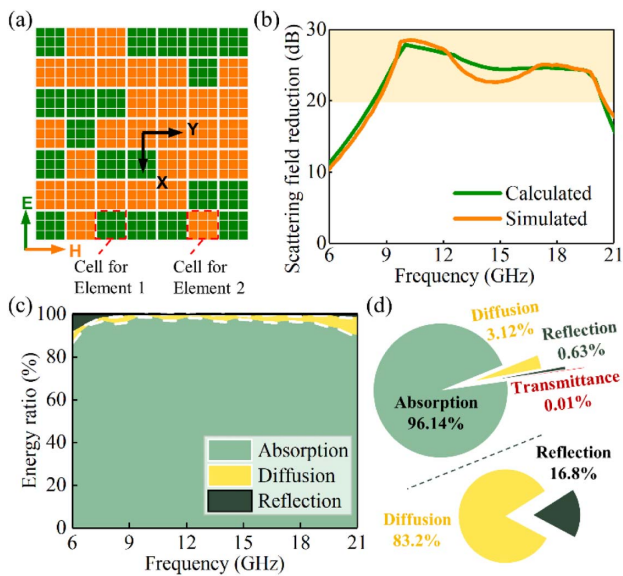 (a)
Y
X
E
H
Cell for
Element 1
Cell for
Element 2
(b)
Scattering field reduction (dB)
30
20
10
0
Calculated
Simulated
6
9
12
15
18
21
Frequency (GHz)
(c)
Energy ratio (%)
100
80
60
40
20
0
Absorption
Diffusion
Reflection
6
9
12
15
18
21
Frequency (GHz)
(d)
Diffusion
3.12%
Reflection
0.63%
Transmittance
0.01%
Absorption
96.14%
Reflection
16.8%
Diffusion
83.2%